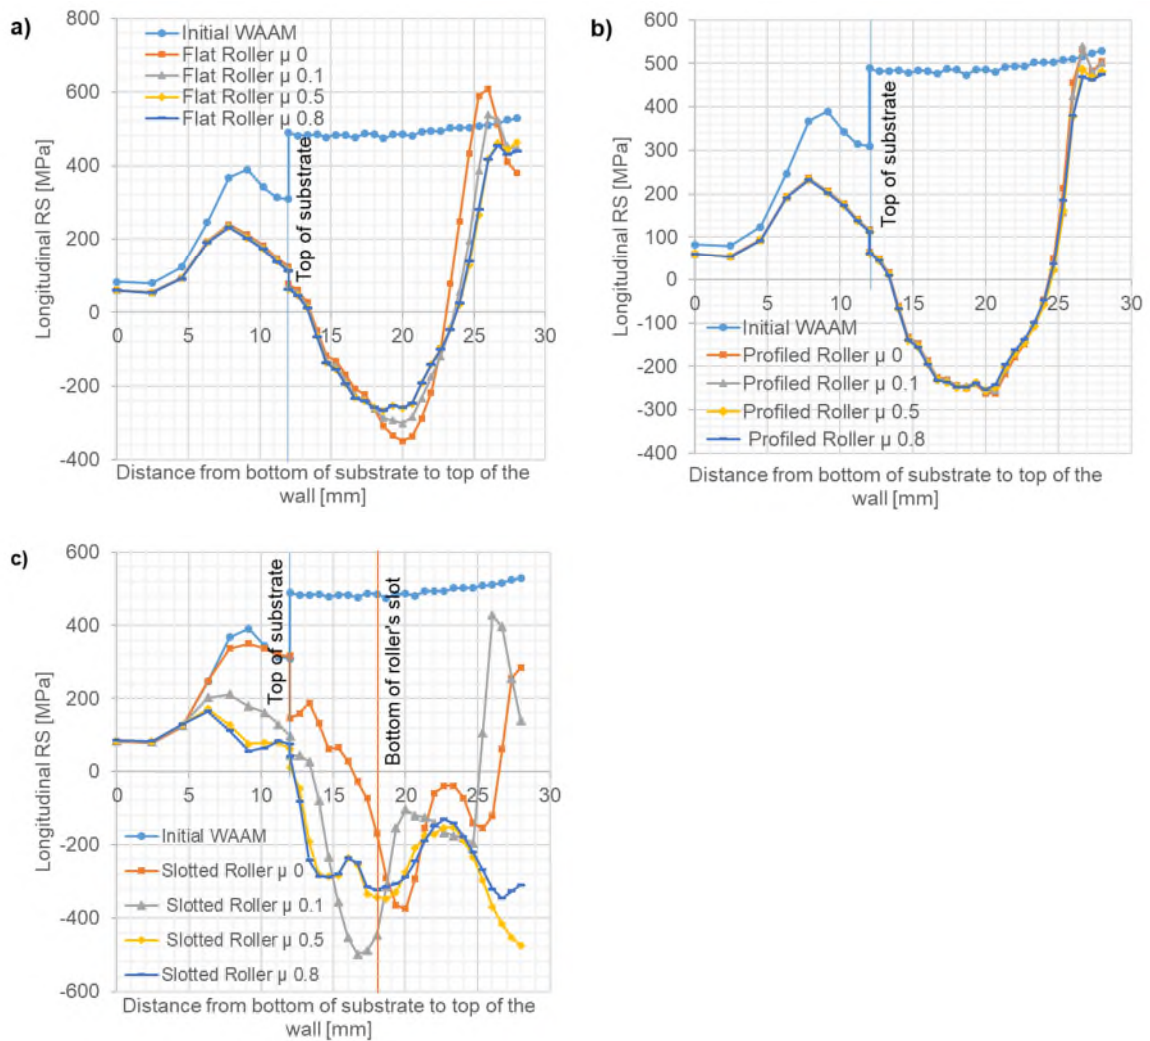 a)
800
600
400
200
0
-200
-400
Longitudinal RS [MPa]
Initial WAAM
Flat Roller μ 0
Flat Roller μ 0.1
Flat Roller μ 0.5
Flat Roller μ 0.8
Top of substrate
0 5 10 15 20 25 30
Distance from bottom of substrate to top of the
wall [mm]
b)
600
500
400
300
200
100
0
-100
-200
-300
-400
Longitudinal RS [MPa]
Top of substrate
0 5 10 15 20 25 30
Initial WAAM
Profiled Roller μ 0
Profiled Roller μ 0.1
Profiled Roller μ 0.5
Profiled Roller μ 0.8
Distance from bottom of substrate to top of the
wall [mm]
c)
600
400
200
0
-200
-400
-600
Longitudinal RS [MPa]
Top of substrate
Bottom of roller's slot
0 5 10 15 20 25 30
Initial WAAM
Slotted Roller μ 0
Slotted Roller μ 0.1
Slotted Roller μ 0.5
Slotted Roller μ 0.8
Distance from bottom of substrate to top of the
wall [mm]